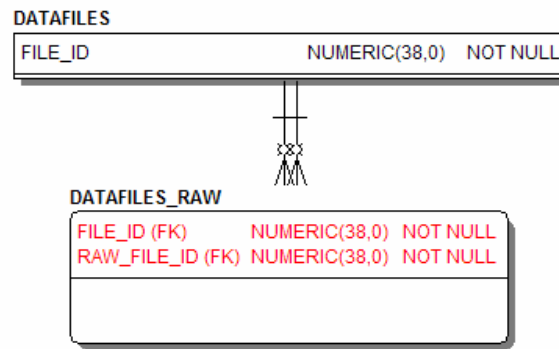 DATAFILES
FILE_ID NUMERIC(38,0) NOT NULL
DATAFILES_RAW
FILE_ID (FK) NUMERIC(38,0) NOT NULL
RAW_FILE_ID (FK) NUMERIC(38,0) NOT NULL